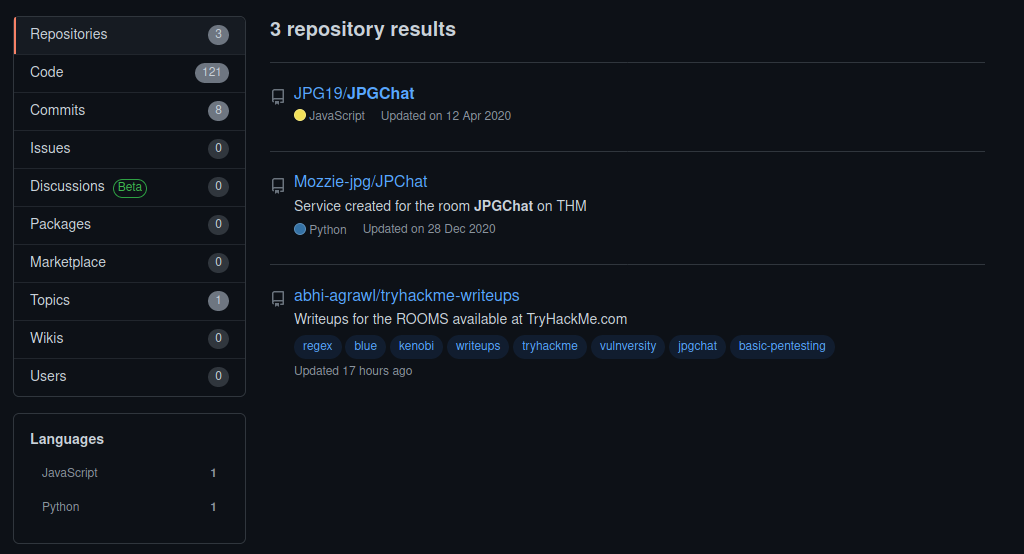 Repositories 3
Code 121
Commits 8
Issues 0
Discussions Beta 0
Packages 0
Marketplace 0
Topics 1
Wikis 0
Users 0
Languages
JavaScript 1
Python 1
3 repository results
JPG19/JPGChat
JavaScript Updated on 12 Apr 2020
Mozzie-jpg/JPChat
Service created for the room JPGChat on THM
Python Updated on 28 Dec 2020
abhi-agrawl/tryhackme-writeups
Writeups for the ROOMS available at TryHackMe.com
regex blue kenobi writeups tryhackme vulnversity jpgchat basic-pentesting
Updated 17 hours ago